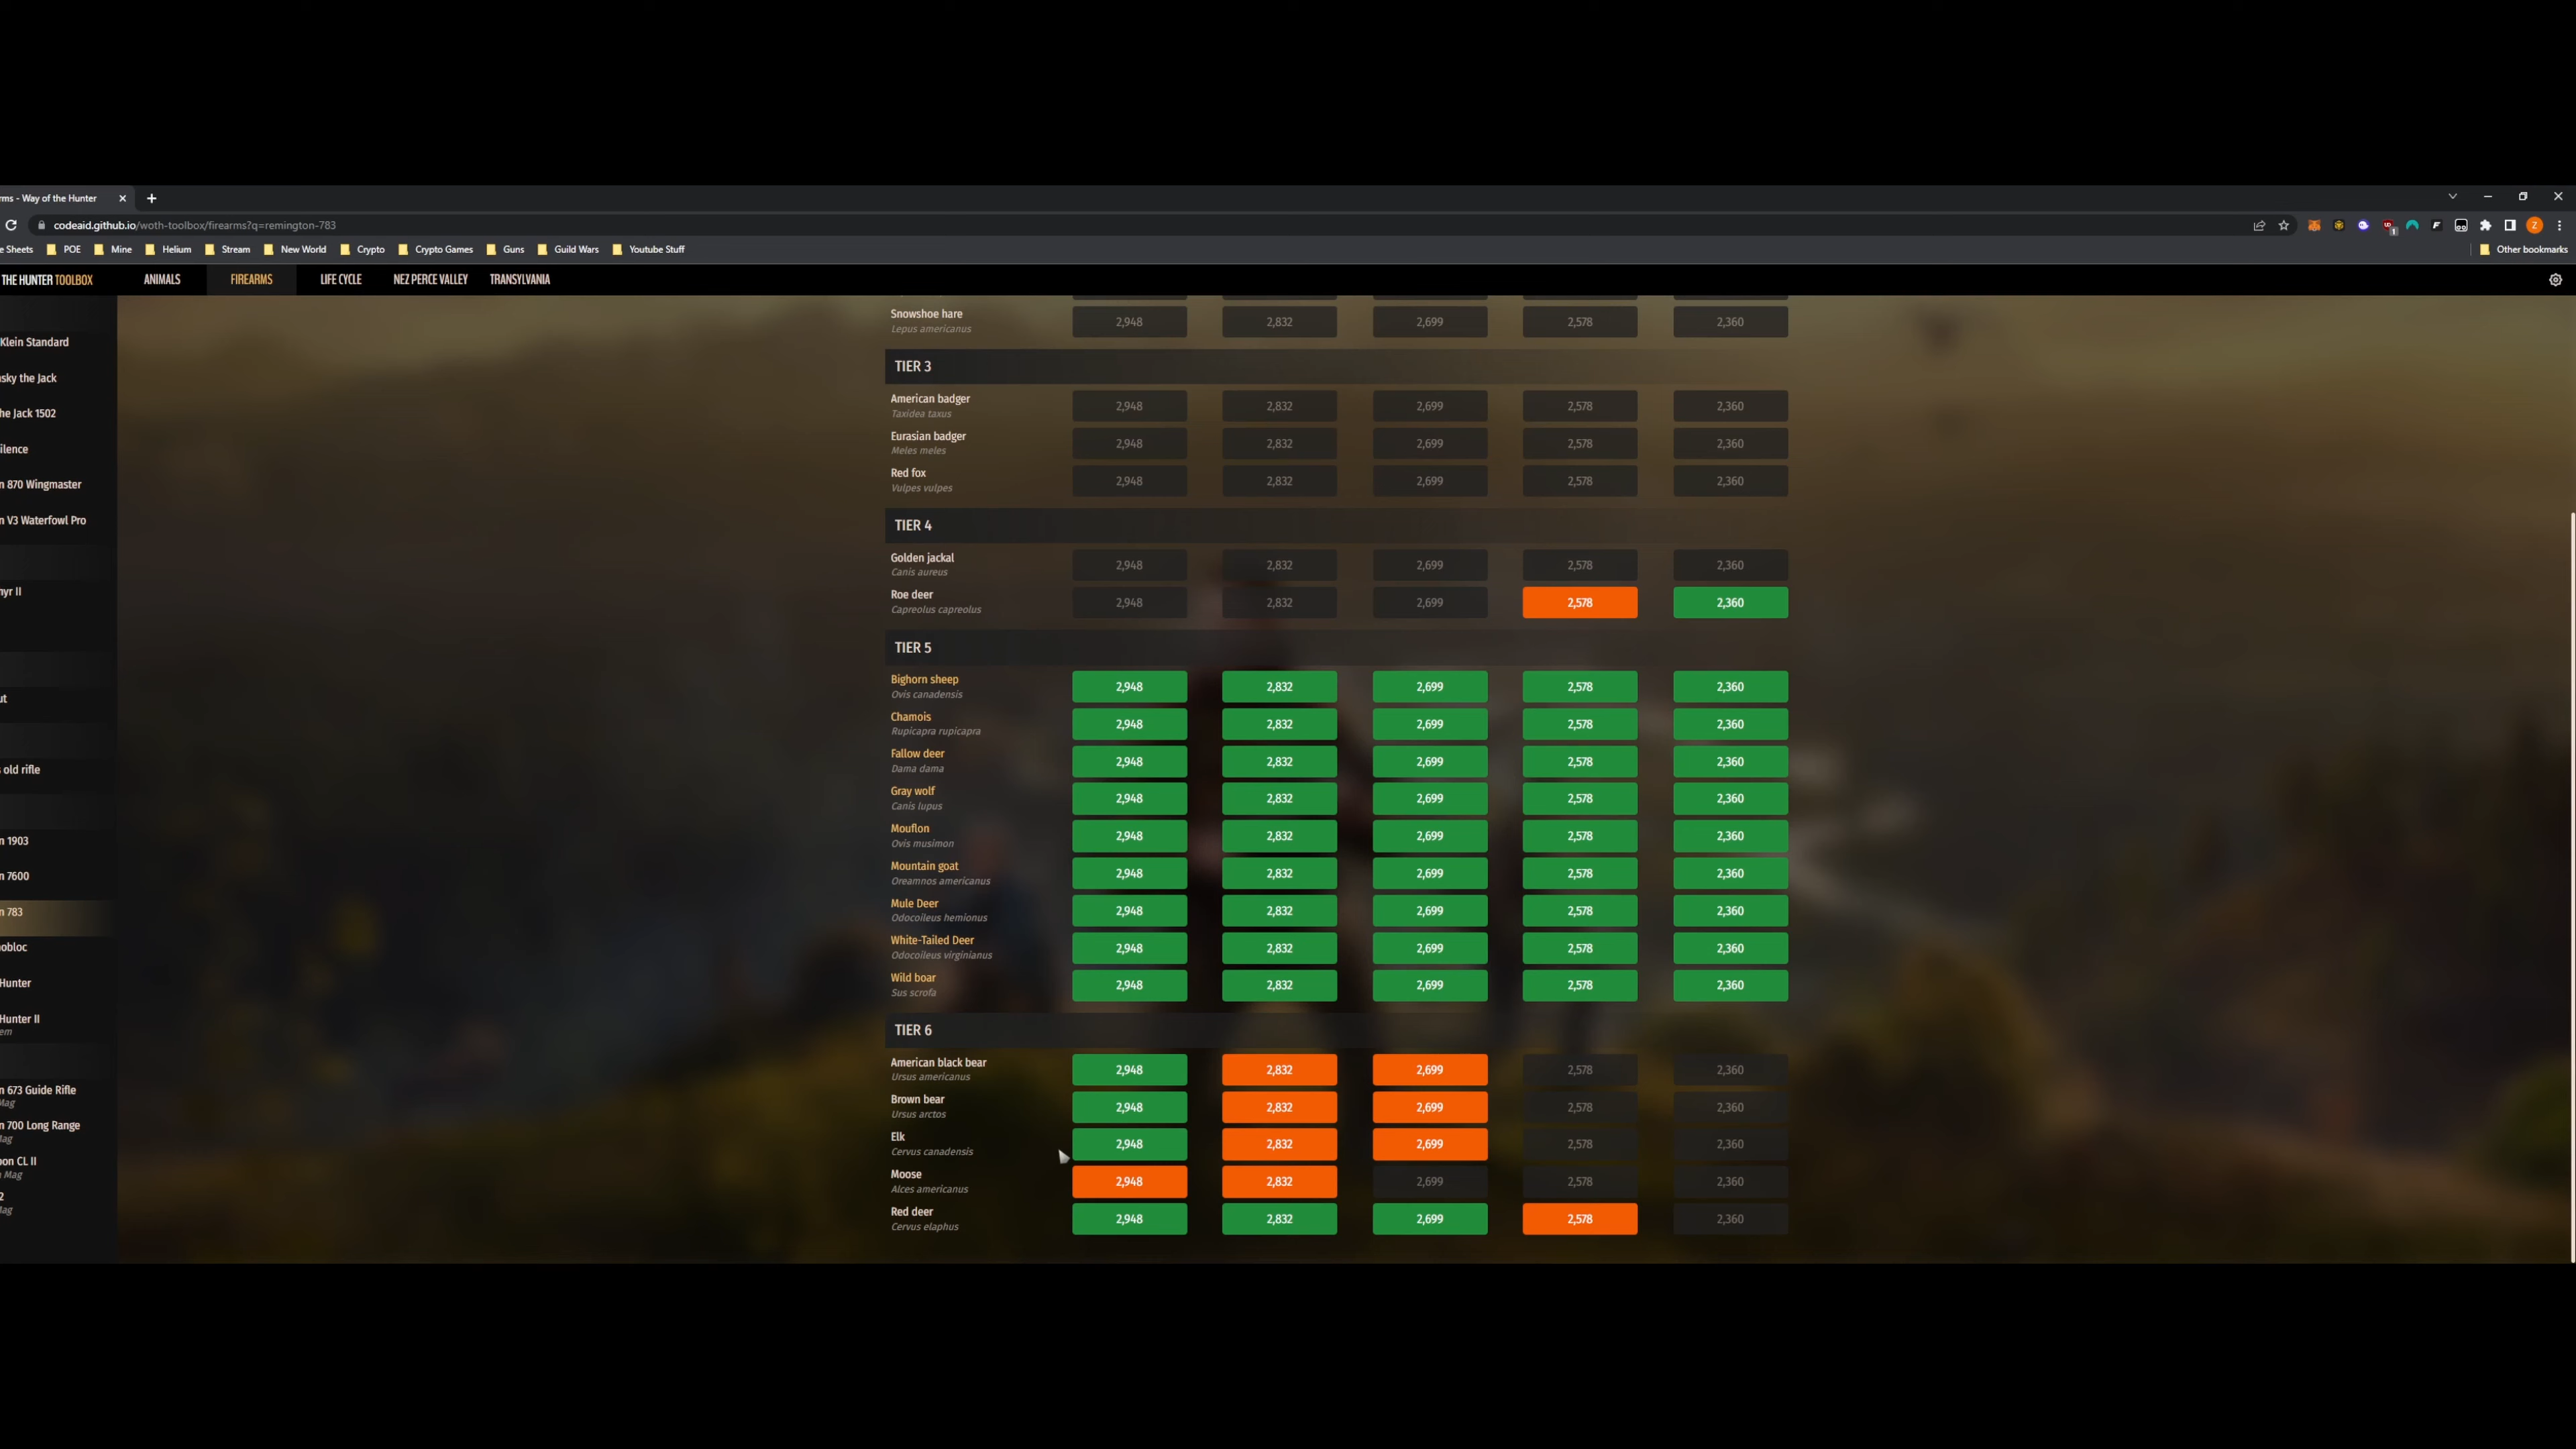 rms - Way of the Hunter
codeaid.github.io/woth-toolbox/firearms?q=remington-783
e Sheets POE Mine Helium Stream New World Crypto Crypto Games Guns Guild Wars Youtube Stuff Other bookmarks
THE HUNTER TOOLBOX ANIMALS FIREARMS LIFE CYCLE NEZ PERCE VALLEY TRANSYLVANIA
Klein Standard
sky the Jack
he Jack 1502
ilence
n 870 Wingmaster
n V3 Waterfowl Pro
nyr II
ut
old rifle
n 1903
n 7600
n 783
obloc
Hunter
Hunter II
em
n 673 Guide Rifle
Mag
n 700 Long Range
Mag
on CL II
Mag
2
Mag
Snowshoe hare 2,948 2,832 2,699 2,578 2,360
Lepus americanus
TIER 3
American badger 2,948 2,832 2,699 2,578 2,360
Taxidea taxus
Eurasian badger 2,948 2,832 2,699 2,578 2,360
Meles meles
Red fox 2,948 2,832 2,699 2,578 2,360
Vulpes vulpes
TIER 4
Golden jackal 2,948 2,832 2,699 2,578 2,360
Canis aureus
Roe deer 2,948 2,832 2,699 2,578 2,360
Capreolus capreolus
TIER 5
Bighorn sheep 2,948 2,832 2,699 2,578 2,360
Ovis canadensis
Chamois 2,948 2,832 2,699 2,578 2,360
Rupicapra rupicapra
Fallow deer 2,948 2,832 2,699 2,578 2,360
Dama dama
Gray wolf 2,948 2,832 2,699 2,578 2,360
Canis lupus
Mouflon 2,948 2,832 2,699 2,578 2,360
Ovis musimon
Mountain goat 2,948 2,832 2,699 2,578 2,360
Oreamnos americanus
Mule Deer 2,948 2,832 2,699 2,578 2,360
Odocoileus hemionus
White-Tailed Deer 2,948 2,832 2,699 2,578 2,360
Odocoileus virginianus
Wild boar 2,948 2,832 2,699 2,578 2,360
Sus scrofa
TIER 6
American black bear 2,948 2,832 2,699 2,578 2,360
Ursus americanus
Brown bear 2,948 2,832 2,699 2,578 2,360
Ursus arctos
Elk 2,948 2,832 2,699 2,578 2,360
Cervus canadensis
Moose 2,948 2,832 2,699 2,578 2,360
Alces americanus
Red deer 2,948 2,832 2,699 2,578 2,360
Cervus elaphus